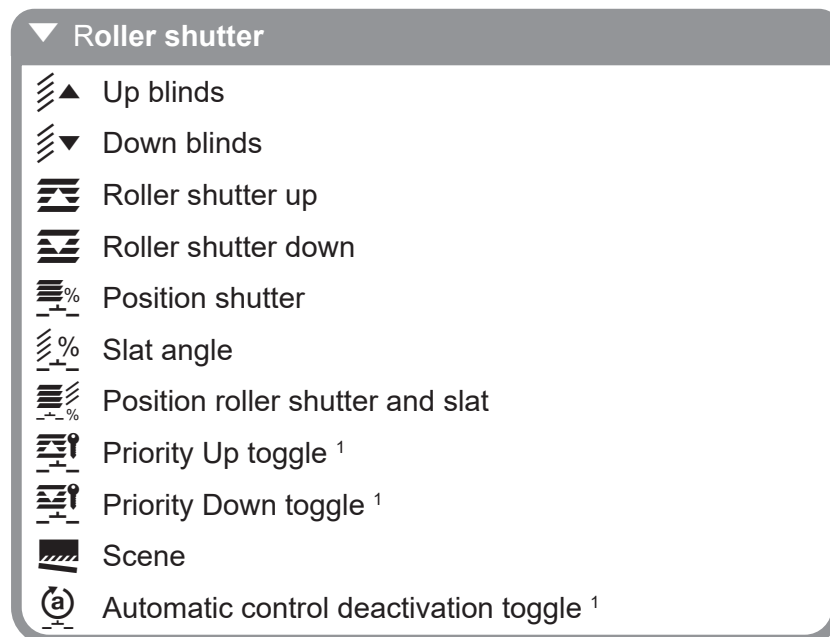 Roller shutter
Up blinds
Down blinds
Roller shutter up
Roller shutter down
% Position shutter
% Slat angle
% Position roller shutter and slat
Priority Up toggle 1
Priority Down toggle 1
Scene
a Automatic control deactivation toggle 1